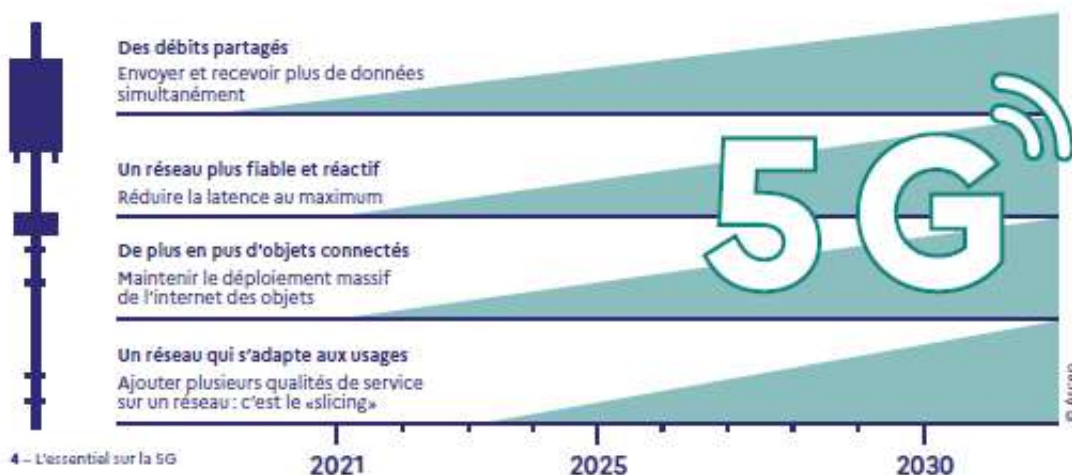 Des débits partagés
Envoyer et recevoir plus de données
simultanément
Un réseau plus fiable et réactif
Réduire la latence au maximum
De plus en pus d'objets connectés
Maintenir le déploiement massif
de l'internet des objets
Un réseau qui s'adapte aux usages
Ajouter plusieurs qualités de service
sur un réseau : c'est le «slicing»
5G
© Arcep
4 – L'essentiel sur la 5G
2021
2025
2030